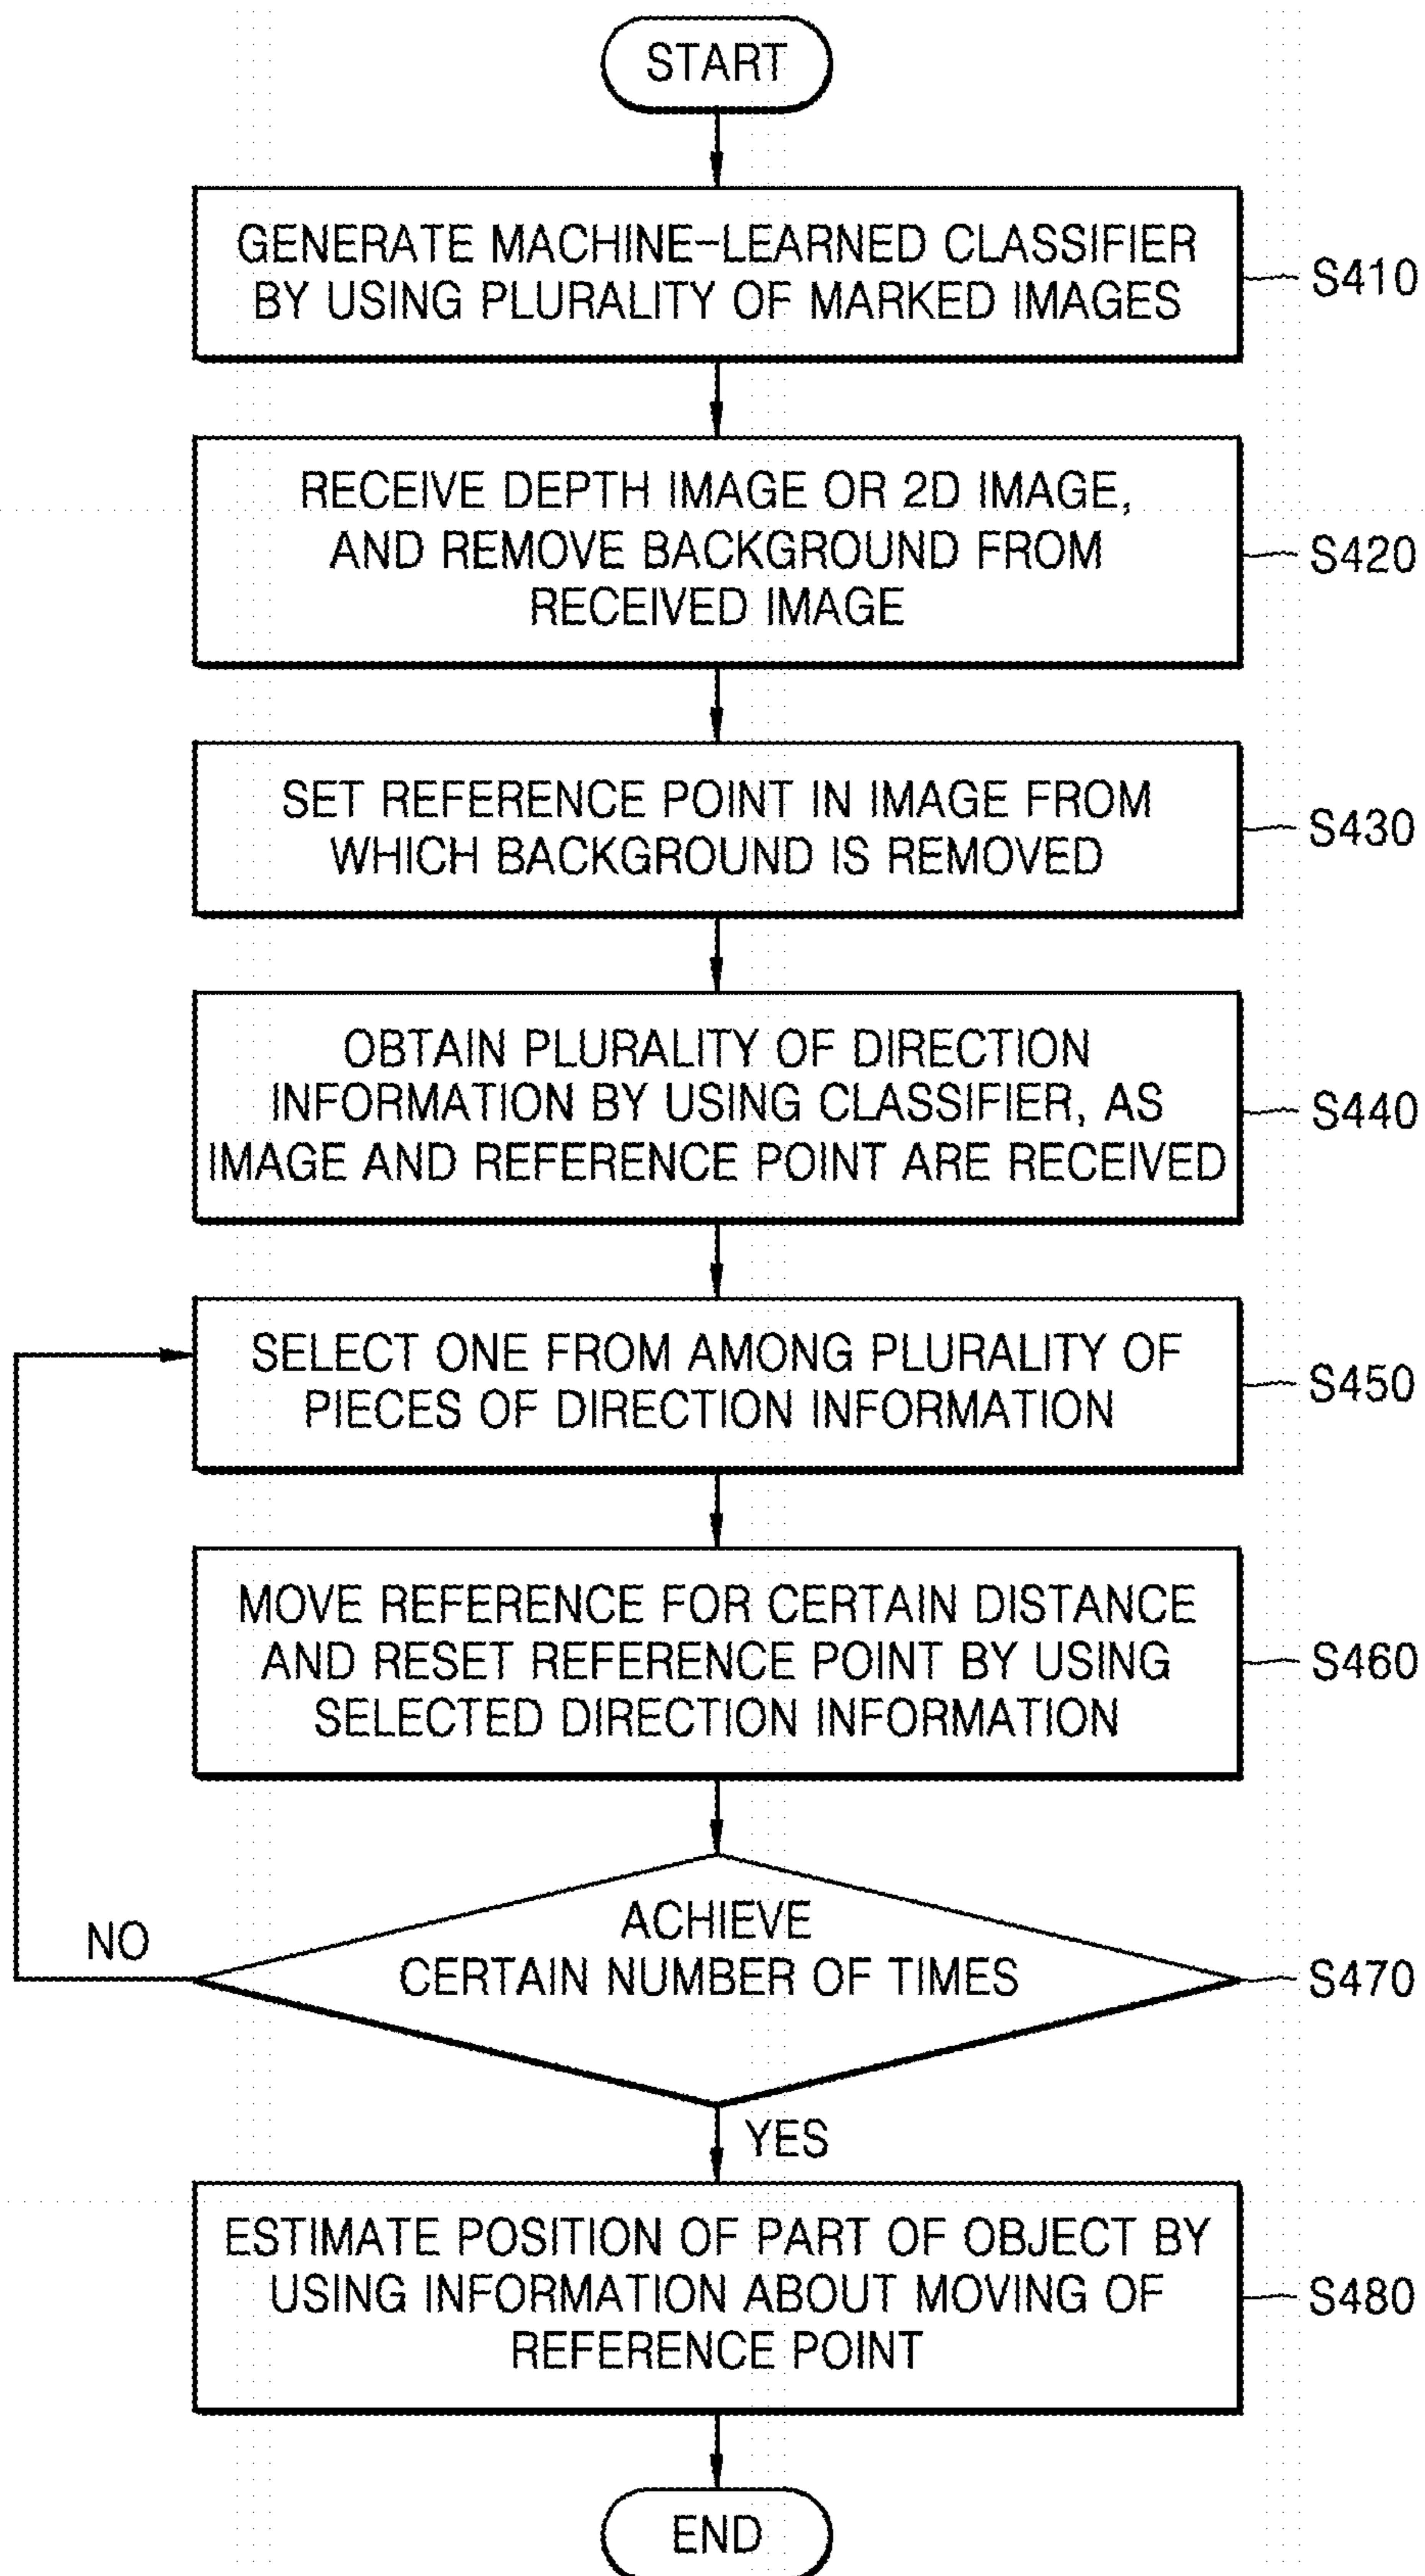 START
GENERATE MACHINE-LEARNED CLASSIFIER
BY USING PLURALITY OF MARKED IMAGES
S410
RECEIVE DEPTH IMAGE OR 2D IMAGE,
AND REMOVE BACKGROUND FROM
RECEIVED IMAGE
S420
SET REFERENCE POINT IN IMAGE FROM
WHICH BACKGROUND IS REMOVED
S430
OBTAIN PLURALITY OF DIRECTION
INFORMATION BY USING CLASSIFIER, AS
IMAGE AND REFERENCE POINT ARE RECEIVED
S440
SELECT ONE FROM AMONG PLURALITY OF
PIECES OF DIRECTION INFORMATION
S450
MOVE REFERENCE FOR CERTAIN DISTANCE
AND RESET REFERENCE POINT BY USING
SELECTED DIRECTION INFORMATION
S460
ACHIEVE
CERTAIN NUMBER OF TIMES
S470
NO
YES
ESTIMATE POSITION OF PART OF OBJECT BY
USING INFORMATION ABOUT MOVING OF
REFERENCE POINT
S480
END